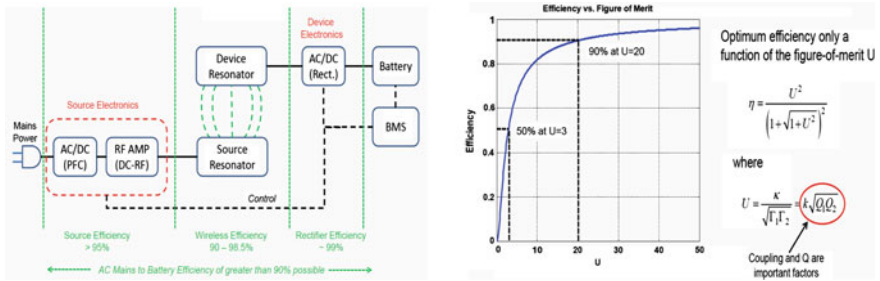 Device
Electronics
Device
Resonator
AC/DC
(Rect.)
Battery
Source Electronics
Mains
Power
AC/DC
(PFC)
RF AMP
(DC-RF)
Source
Resonator
BMS
Control
Source Efficiency
> 95%
Wireless Efficiency
90 – 98.5%
Rectifier Efficiency
~ 99%
AC Mains to Battery Efficiency of greater than 90% possible
Efficiency vs. Figure of Merit
1
0.8
0.6
0.4
0.2
0
Efficiency
90% at U=20
50% at U=3
0 10 20 30 40 50
U
Optimum efficiency only a
function of the figure-of-merit U
η = U² / (1+√(1+U²))²
where
U = κ / √(Γ₁Γ₂) = k√(Q₁Q₂)
Coupling and Q are
important factors